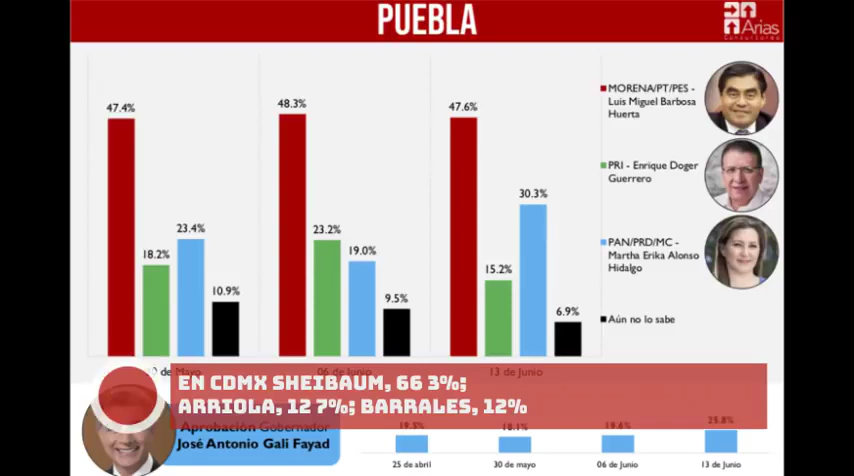 PUEBLA
Arias
Consultores
47.4%
18.2%
23.4%
10.9%
48.3%
23.2%
19.0%
9.5%
47.6%
15.2%
30.3%
6.9%
MORENA/PT/PES -
Luis Miguel Barbosa
Huerta
PRI - Enrique Doger
Guerrero
PAN/PRD/MC -
Martha Erika Alonso
Hidalgo
Aún no lo sabe
de Mayo
06 de Junio
13 de Junio
EN CDMX SHEIBAUM, 66 3%;
ARRIOLA, 12 7%; BARRALES, 12%
Aprobación Gobernador
José Antonio Gali Fayad
19.3%
18.1%
19.6%
25.8%
25 de abril
30 de mayo
06 de Junio
13 de Junio